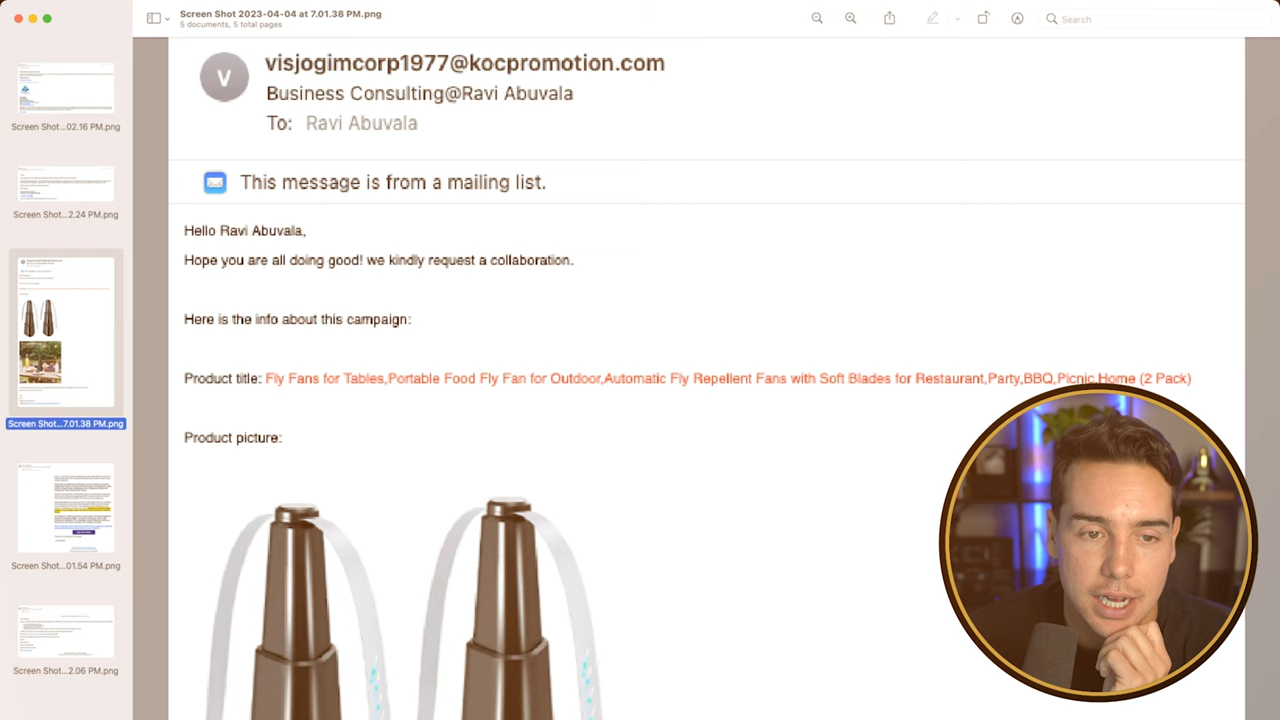 Screen Shot 2023-04-04 at 7.01.38 PM.png
5 documents, 5 total pages
Search
Screen Shot...02.16 PM.png
Screen Shot...2.24 PM.png
Screen Shot...7.01.38 PM.png
Screen Shot...01.54 PM.png
Screen Shot...2.06 PM.png
V
visjogimcorp1977@kocpromotion.com
Business Consulting@Ravi Abuvala
To: Ravi Abuvala
This message is from a mailing list.
Hello Ravi Abuvala,
Hope you are all doing good! we kindly request a collaboration.
Here is the info about this campaign:
Product title: Fly Fans for Tables,Portable Food Fly Fan for Outdoor,Automatic Fly Repellent Fans with Soft Blades for Restaurant,Party,BBQ,Picnic,Home (2 Pack)
Product picture: